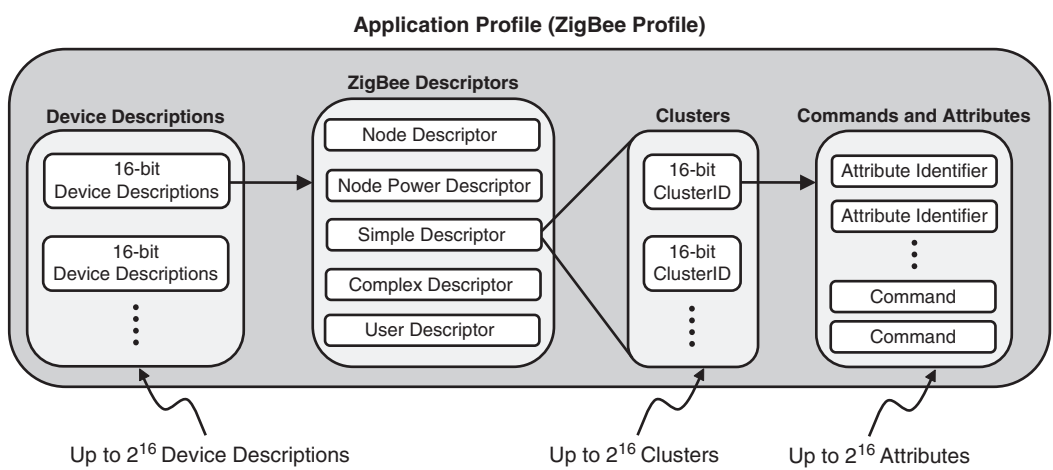 Application Profile (ZigBee Profile)
ZigBee Descriptors
Device Descriptions
Clusters
Commands and Attributes
16-bit
Device Descriptions
16-bit
Device Descriptions
Node Descriptor
Node Power Descriptor
Simple Descriptor
Complex Descriptor
User Descriptor
16-bit
ClusterID
16-bit
ClusterID
Attribute Identifier
Attribute Identifier
Command
Command
Up to 2^16 Device Descriptions
Up to 2^16 Clusters
Up to 2^16 Attributes